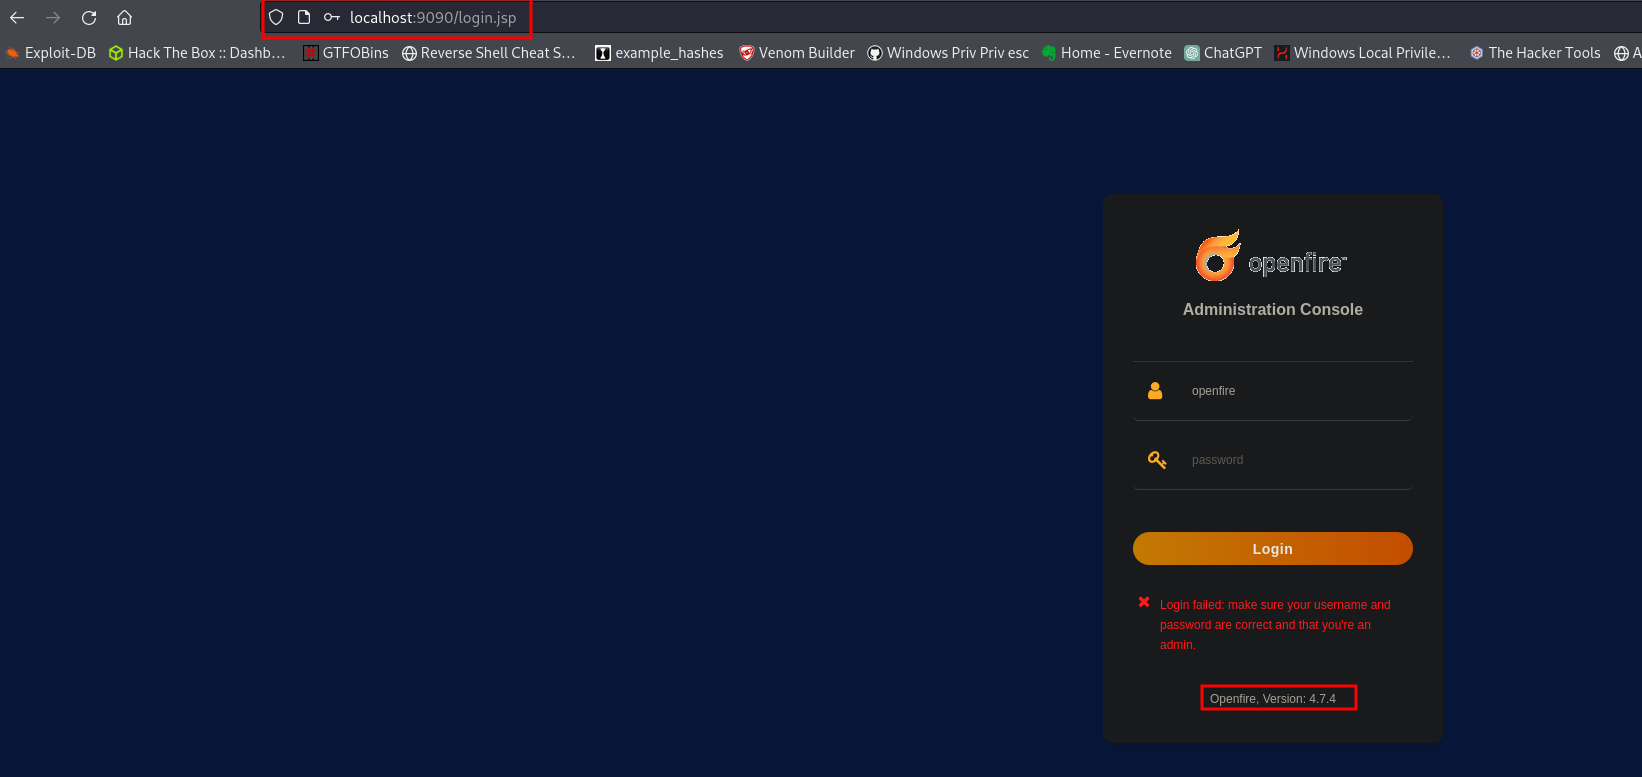 localhost:9090/login.jsp
Exploit-DB Hack The Box :: Dashb… GTFOBins Reverse Shell Cheat S… example_hashes Venom Builder Windows Priv Priv esc Home - Evernote ChatGPT Windows Local Privile… The Hacker Tools A
openfire™
Administration Console
openfire
password
Login
Login failed: make sure your username and
password are correct and that you're an
admin.
Openfire, Version: 4.7.4